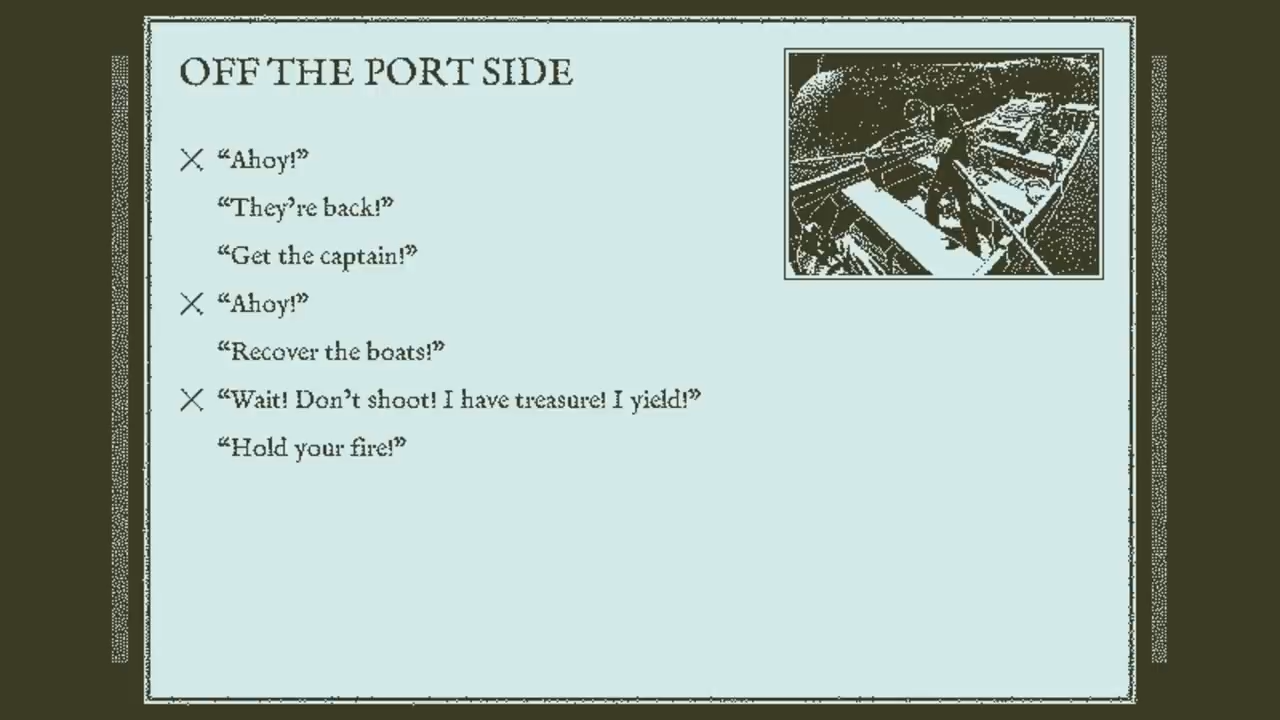 OFF THE PORT SIDE
“Ahoy!”
“They’re back!”
“Get the captain!”
“Ahoy!”
“Recover the boats!”
“Wait! Don’t shoot! I have treasure! I yield!”
“Hold your fire!”